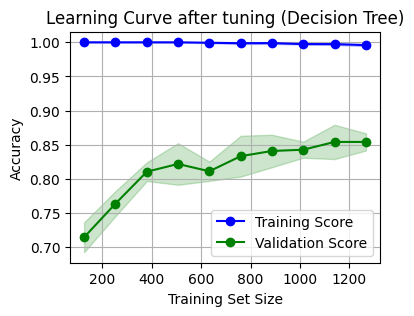 Learning Curve after tuning (Decision Tree)
1.00
0.95
0.90
0.85
0.80
0.75
0.70
Accuracy
Training Score
Validation Score
200 400 600 800 1000 1200
Training Set Size